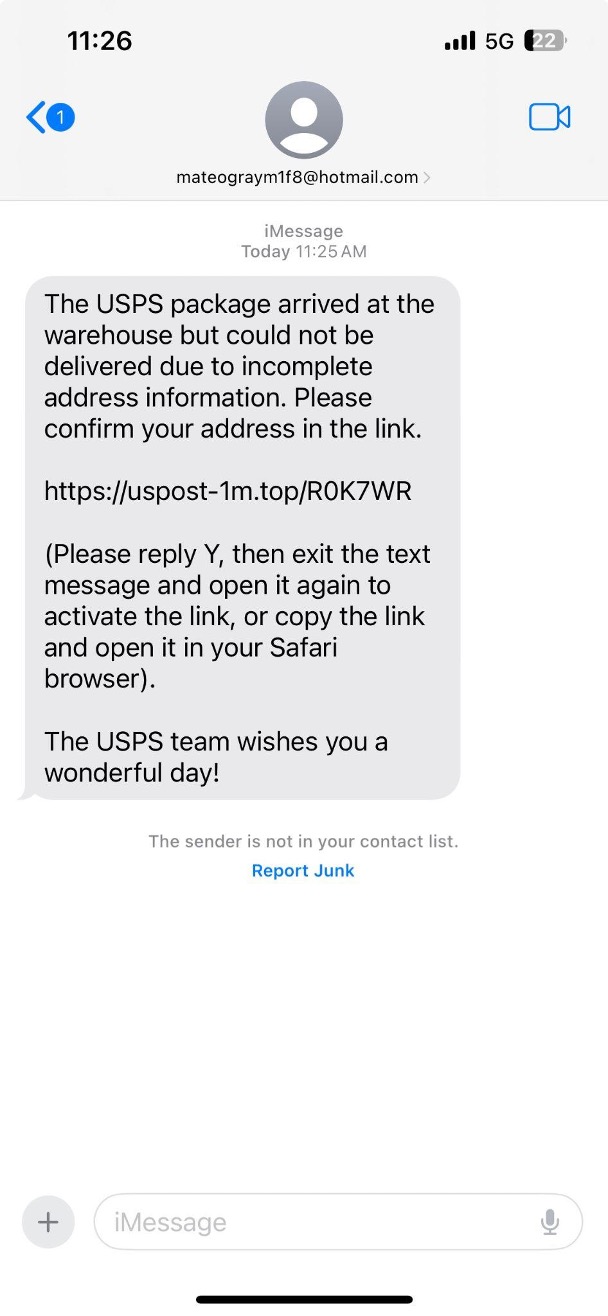 11:26
5G 22
1
mateograym1f8@hotmail.com
iMessage
Today 11:25 AM
The USPS package arrived at the
warehouse but could not be
delivered due to incomplete
address information. Please
confirm your address in the link.
https://uspost-1m.top/R0K7WR
(Please reply Y, then exit the text
message and open it again to
activate the link, or copy the link
and open it in your Safari
browser).
The USPS team wishes you a
wonderful day!
The sender is not in your contact list.
Report Junk
iMessage